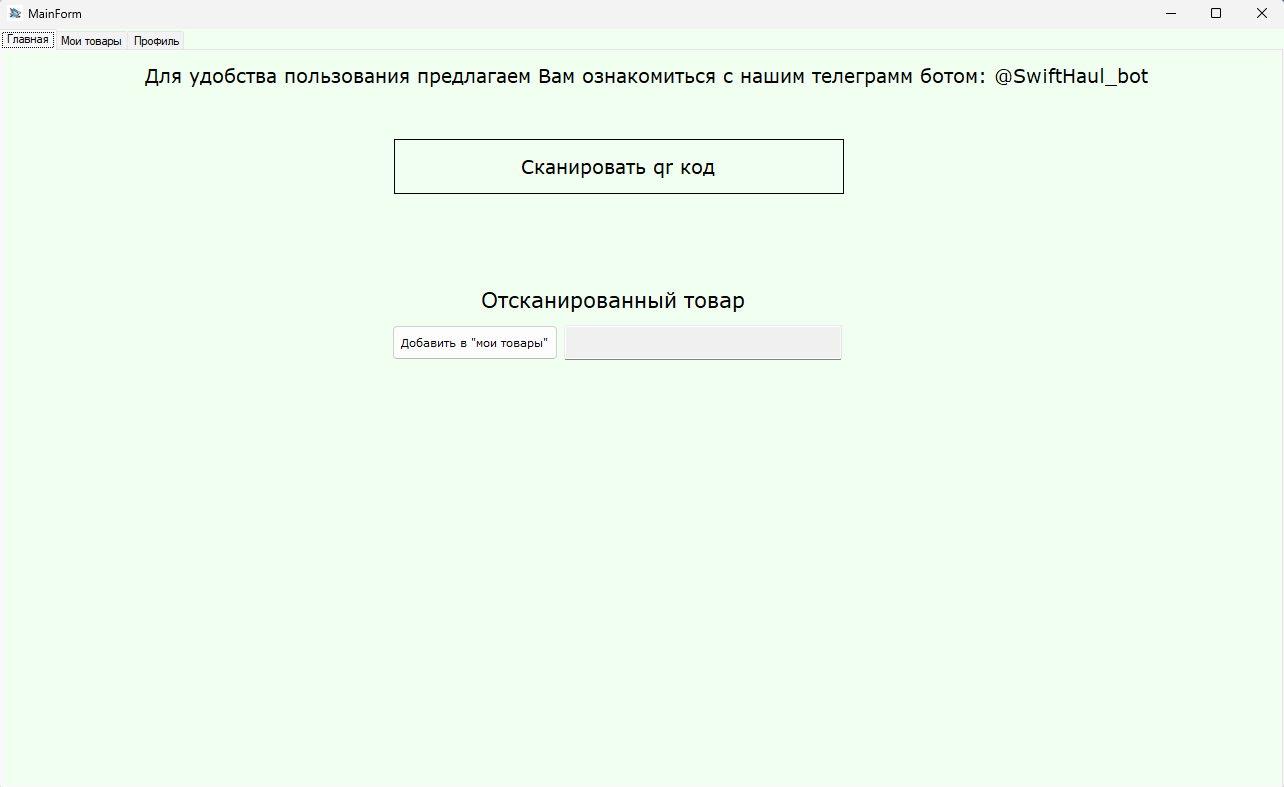 MainForm
Главная Мои товары Профиль
Для удобства пользования предлагаем Вам ознакомиться с нашим телеграмм ботом: @SwiftHaul_bot
Сканировать qr код
Отсканированный товар
Добавить в "мои товары"